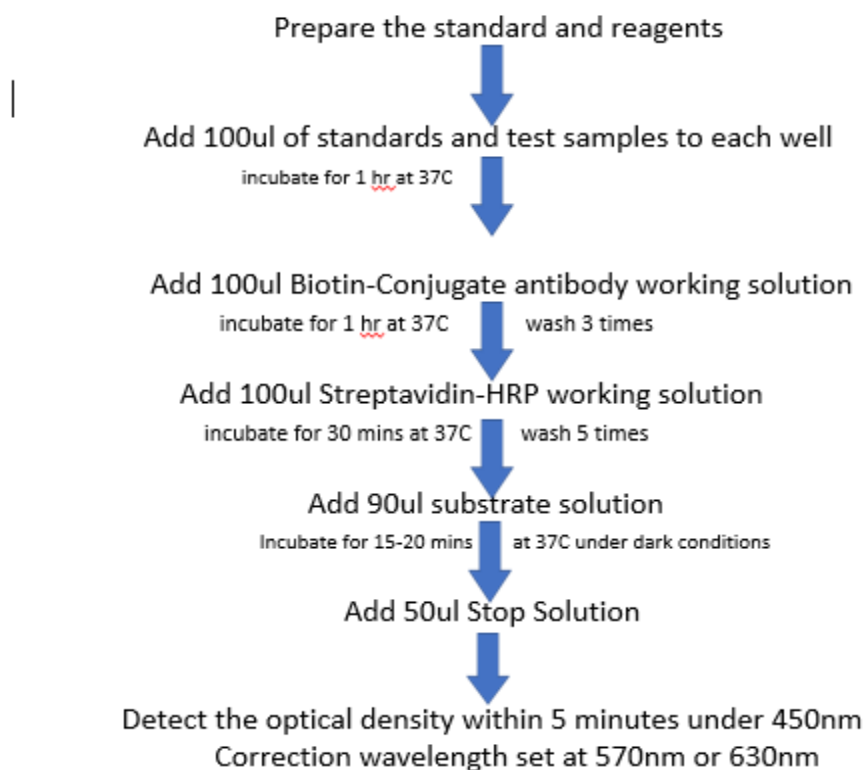 Prepare the standard and reagents
Add 100ul of standards and test samples to each well
incubate for 1 hr at 37C
Add 100ul Biotin-Conjugate antibody working solution
incubate for 1 hr at 37C wash 3 times
Add 100ul Streptavidin-HRP working solution
incubate for 30 mins at 37C wash 5 times
Add 90ul substrate solution
Incubate for 15-20 mins at 37C under dark conditions
Add 50ul Stop Solution
Detect the optical density within 5 minutes under 450nm
Correction wavelength set at 570nm or 630nm